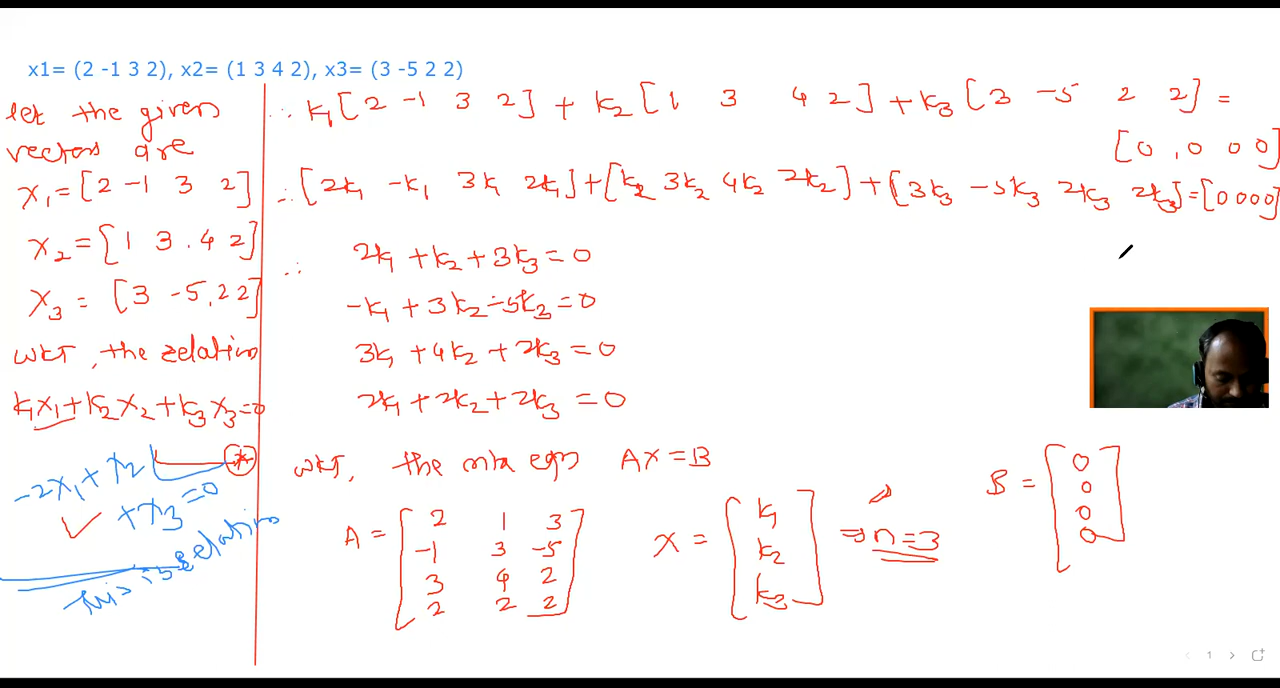 x1= (2 -1 3 2), x2= (1 3 4 2), x3= (3 -5 2 2)
let the given
vectors are
X₁=[2 -1 3 2]
X₂=[1 3 . 4 2]
X₃ = [3 -5, 2 2]
WKT, the relation
k₁x₁+k₂x₂+k₃x₃=0
*
-2x₁+x₂
+x₃=0
This is relation
∴ k₁[2 -1 3 2] + k₂[1 3 4 2] + k₃[3 -5 2 2] =
[0 , 0 0 0]
∴ [2k₁ -k₁ 3k₁ 2k₁]+[k₂ 3k₂ 4k₂ 2k₂]+[3k₃ -5k₃ 2k₃ 2k₃]=[0 0 0 0]
∴ 2k₁ + k₂ + 3k₃ = 0
-k₁ + 3k₂ -5k₃ = 0
3k₁ + 4k₂ + 2k₃ = 0
2k₁ + 2k₂ + 2k₃ = 0
WKT, the mtx eqn AX=B
A = [2 1 3
-1 3 -5
3 4 2
2 2 2]
X = [k₁
k₂
k₃]
⇒ n=3
B = [0
0
0
0]
1